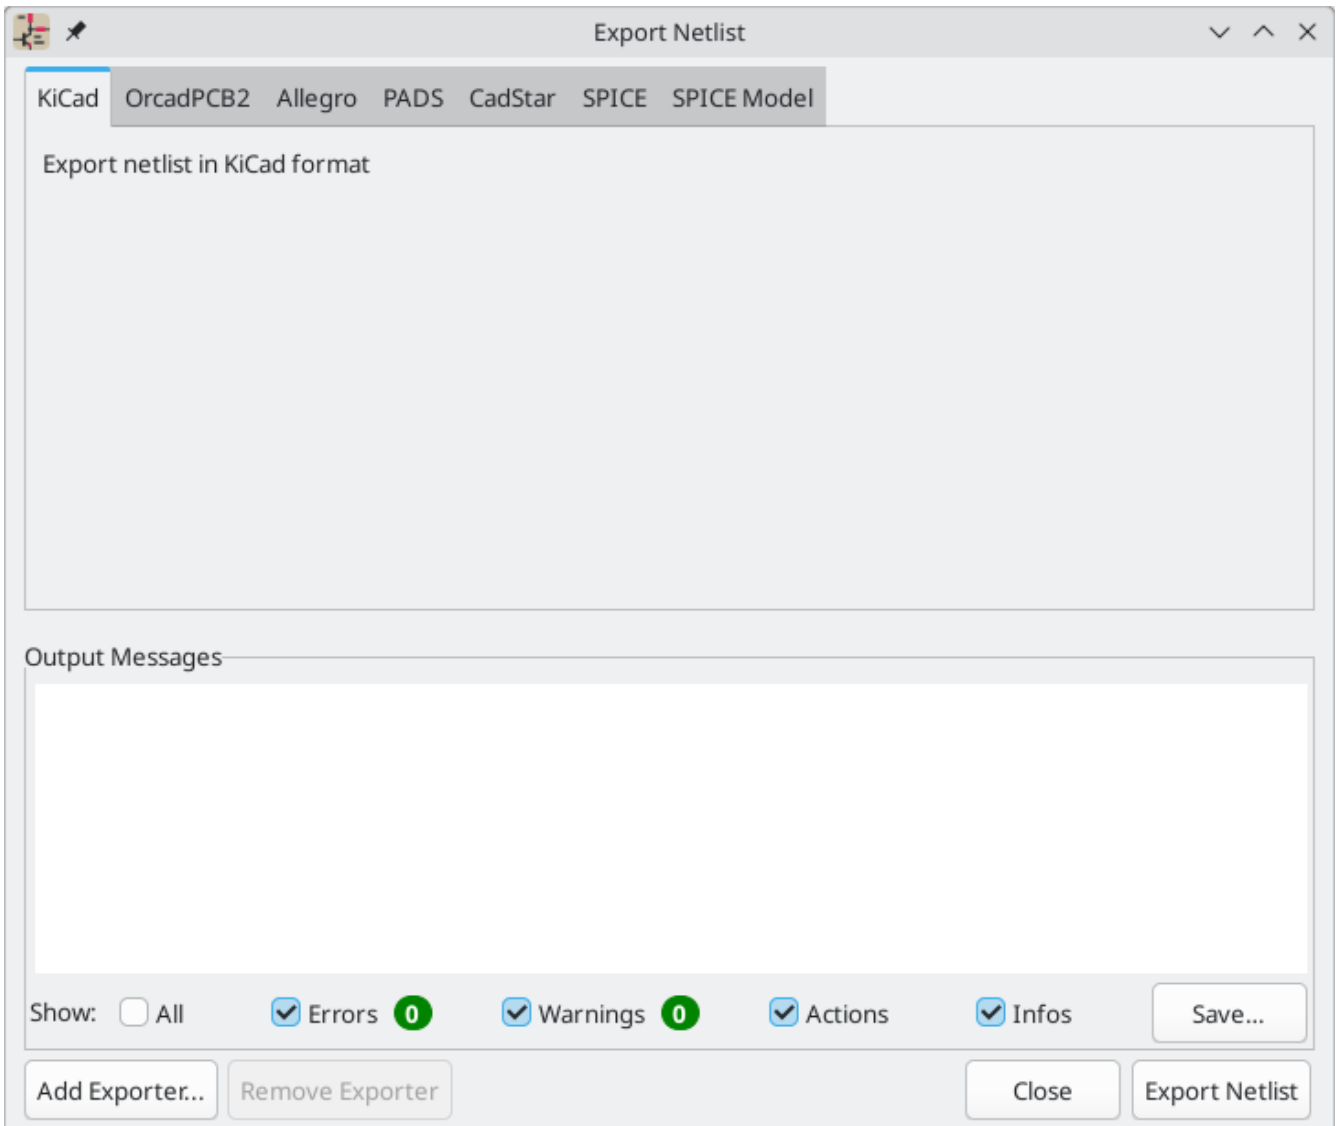 Export Netlist
KiCad OrcadPCB2 Allegro PADS CadStar SPICE SPICE Model
Export netlist in KiCad format
Output Messages
Show: All Errors 0 Warnings 0 Actions Infos Save...
Add Exporter... Remove Exporter Close Export Netlist